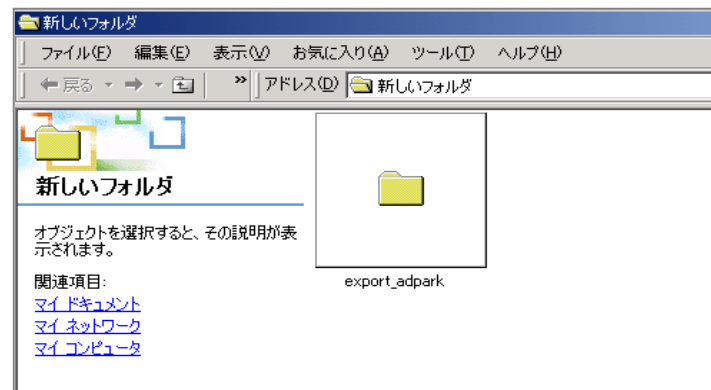 新しいフォルダ
ファイル(F) 編集(E) 表示(V) お気に入り(A) ツール(T) ヘルプ(H)
戻る » アドレス(D) 新しいフォルダ
新しいフォルダ
オブジェクトを選択すると、その説明が表
示されます。
関連項目:
マイ ドキュメント
マイ ネットワーク
マイ コンピュータ
export_adpark